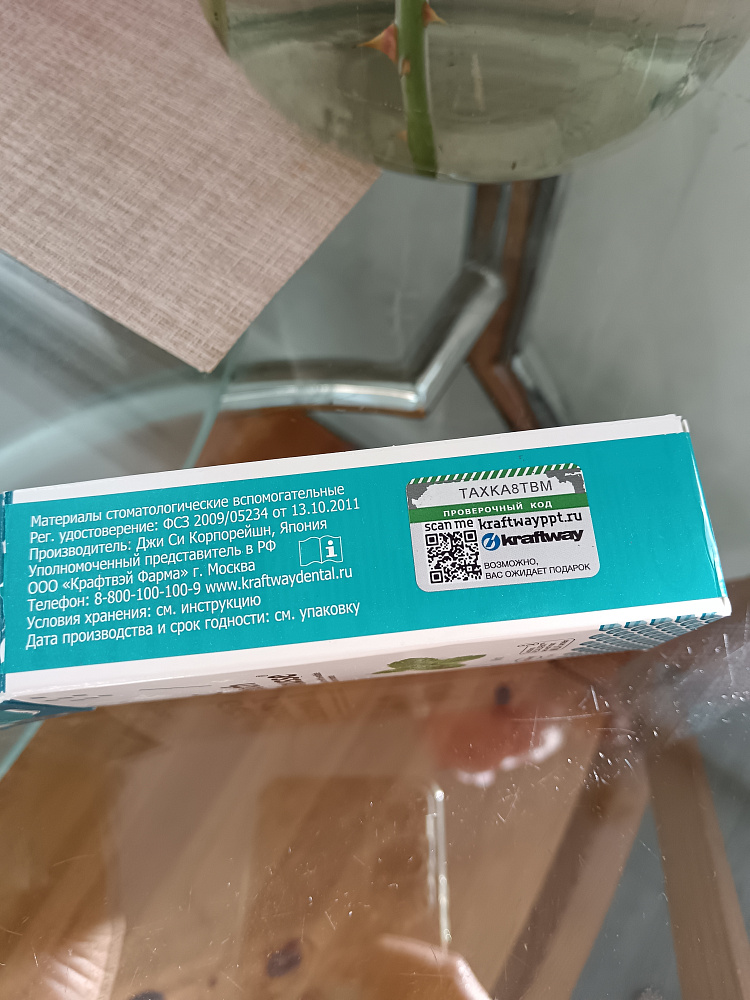 Материалы стоматологические вспомогательные
Рег. удостоверение: ФСЗ 2009/05234 от 13.10.2011
Производитель: Джи Си Корпорейшн, Япония
Уполномоченный представитель в РФ
ООО «Крафтвэй Фарма» г. Москва
Телефон: 8-800-100-100-9 www.kraftwaydental.ru
Условия хранения: см. инструкцию
Дата производства и срок годности: см. упаковку
TAXKA8TBM
ПРОВЕРОЧНЫЙ КОД
scan me kraftwayppt.ru
kraftway
ВОЗМОЖНО,
ВАС ОЖИДАЕТ ПОДАРОК